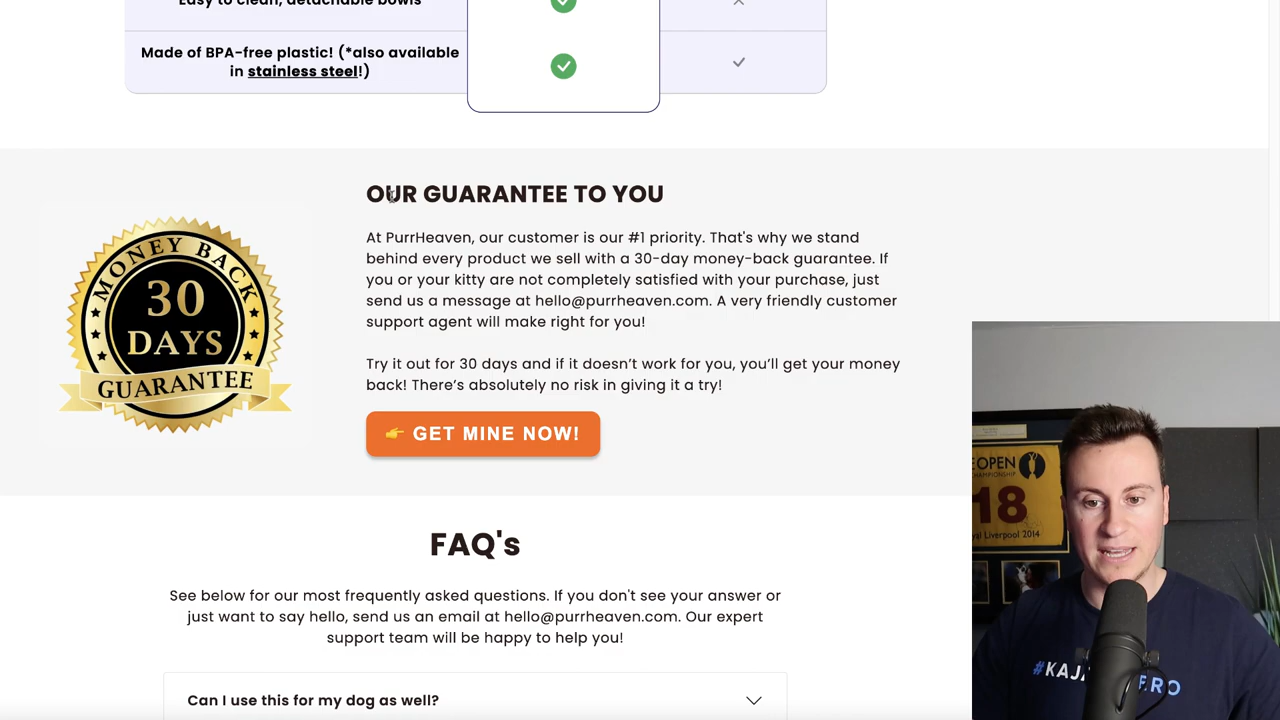 Easy to clean, detachable bowls
Made of BPA-free plastic! (*also available
in stainless steel!)
OUR GUARANTEE TO YOU
At PurrHeaven, our customer is our #1 priority. That's why we stand
behind every product we sell with a 30-day money-back guarantee. If
you or your kitty are not completely satisfied with your purchase, just
send us a message at hello@purrheaven.com. A very friendly customer
support agent will make right for you!
Try it out for 30 days and if it doesn’t work for you, you’ll get your money
back! There’s absolutely no risk in giving it a try!
👉 GET MINE NOW!
MONEY BACK
30
DAYS
GUARANTEE
FAQ's
See below for our most frequently asked questions. If you don't see your answer or
just want to say hello, send us an email at hello@purrheaven.com. Our expert
support team will be happy to help you!
Can I use this for my dog as well?
OPEN
CHAMPIONSHIP
18
Liverpool 2014